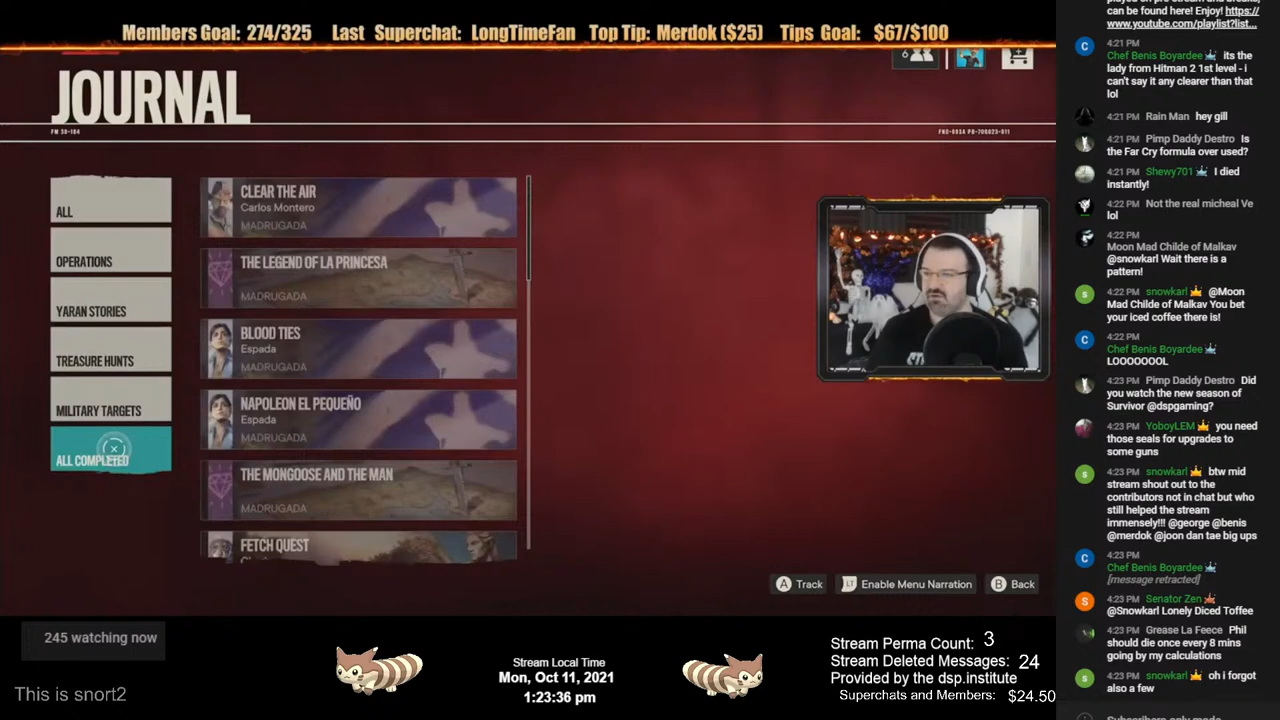 Members Goal: 274/325 Last Superchat: LongTimeFan Top Tip: Merdok ($25) Tips Goal: $67/$100
6
JOURNAL
ALL
OPERATIONS
YARAN STORIES
TREASURE HUNTS
MILITARY TARGETS
ALL COMPLETED
CLEAR THE AIR
Carlos Montero
MADRUGADA
THE LEGEND OF LA PRINCESA
MADRUGADA
BLOOD TIES
Espada
MADRUGADA
NAPOLEON EL PEQUEÑO
Espada
MADRUGADA
THE MONGOOSE AND THE MAN
MADRUGADA
FETCH QUEST
A Track
LT Enable Menu Narration
B Back
245 watching now
This is snort2
Stream Local Time
Mon, Oct 11, 2021
1:23:36 pm
Stream Perma Count: 3
Stream Deleted Messages: 24
Provided by the dsp.institute
Superchats and Members: $24.50
can be found here! Enjoy! https://
www.youtube.com/playlist?list...
4:21 PM
Chef Benis Boyardee its the
lady from Hitman 2 1st level - i
can't say it any clearer than that
lol
4:21 PM Rain Man hey gill
4:21 PM Pimp Daddy Destro Is
the Far Cry formula over used?
4:21 PM Shewy701 I died
instantly!
4:22 PM Not the real micheal Ve
lol
4:22 PM
Moon Mad Childe of Malkav
@snowkarl Wait there is a
pattern!
4:22 PM snowkarl @Moon
Mad Childe of Malkav You bet
your iced coffee there is!
4:22 PM
Chef Benis Boyardee
LOOOOOOL
4:23 PM Pimp Daddy Destro Did
you watch the new season of
Survivor @dspgaming?
4:23 PM YoboyLEM you need
those seals for upgrades to
some guns
4:23 PM snowkarl btw mid
stream shout out to the
contributors not in chat but who
still helped the stream
immensely!!! @george @benis
@merdok @joon dan tae big ups
4:23 PM
Chef Benis Boyardee
[message retracted]
4:23 PM Senator Zen
@Snowkarl Lonely Diced Toffee
4:23 PM Grease La Feece Phil
should die once every 8 mins
going by my calculations
4:23 PM snowkarl oh i forgot
also a few